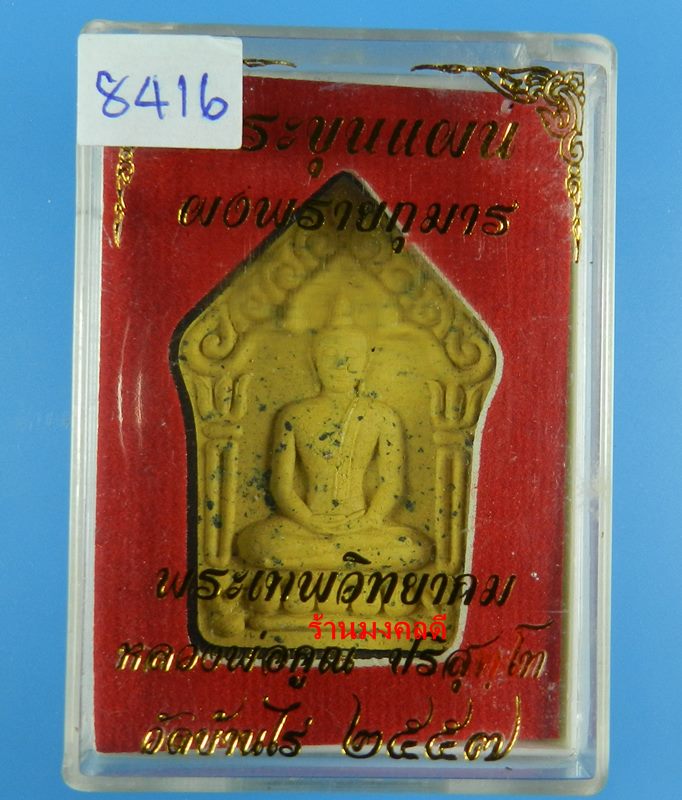 8416
พระขุนแผน
ผงพรายกุมาร
พระเทพวิทยาคม
ร้านมงคลดี
หลวงพ่อคูณ ปริสุทฺโท
วัดบ้านไร่ ๒๕๕๗